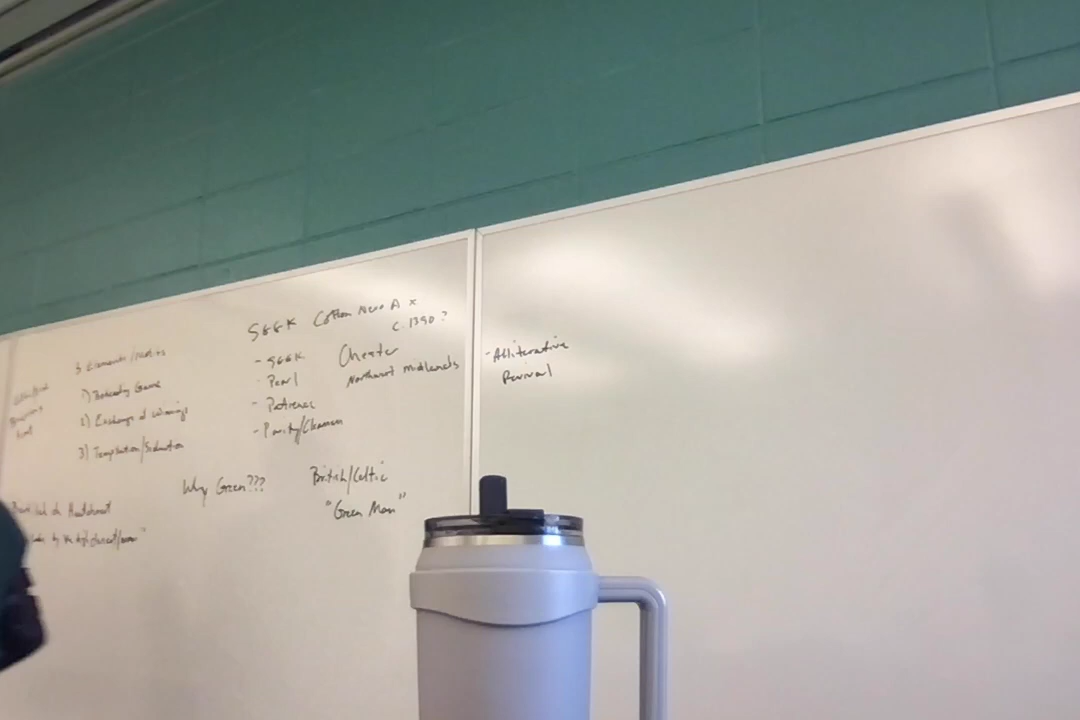 3 Elements/motifs
1) Beheading Game
2) Exchange of Winnings
3) Temptation/Seduction
SGGK Cotton Nero A x
c. 1390?
- SGGK
- Pearl
- Patience
- Purity/Cleanness
Chester
Northwest midlands
- Alliterative
Revival
Why Green???
British/Celtic
"Green Man"